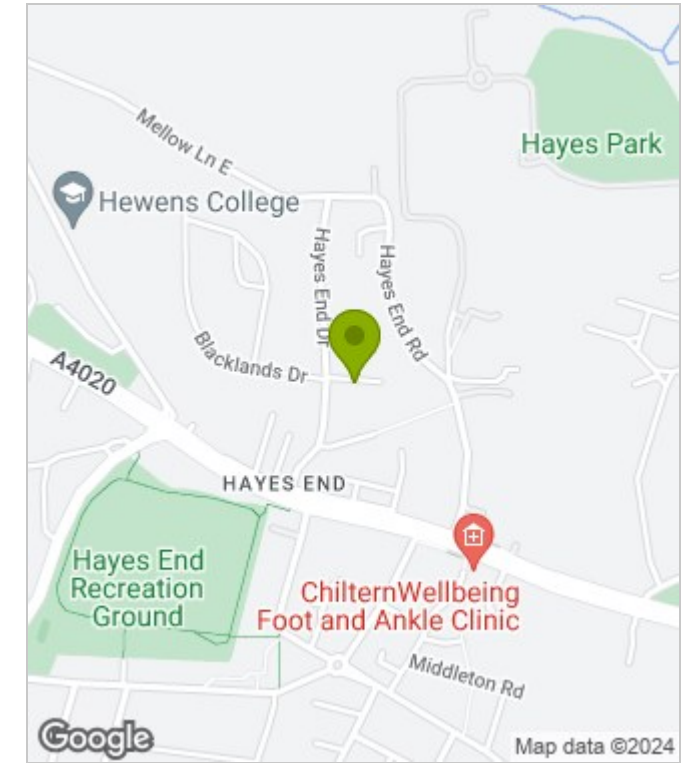 Hayes Park
Mellow Ln E
Hewens College
Hayes End Dr
Hayes End Rd
Blacklands Dr
A4020
HAYES END
Hayes End
Recreation
Ground
ChilternWellbeing
Foot and Ankle Clinic
Middleton Rd
Google
Map data ©2024